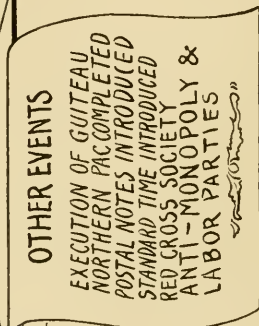 OTHER EVENTS
EXECUTION OF GUITEAU
NORTHERN PAC COMPLETED
POSTAL NOTES INTRODUCED
STANDARD TIME INTRODUCED
RED CROSS SOCIETY
ANTI-MONOPOLY &
LABOR PARTIES